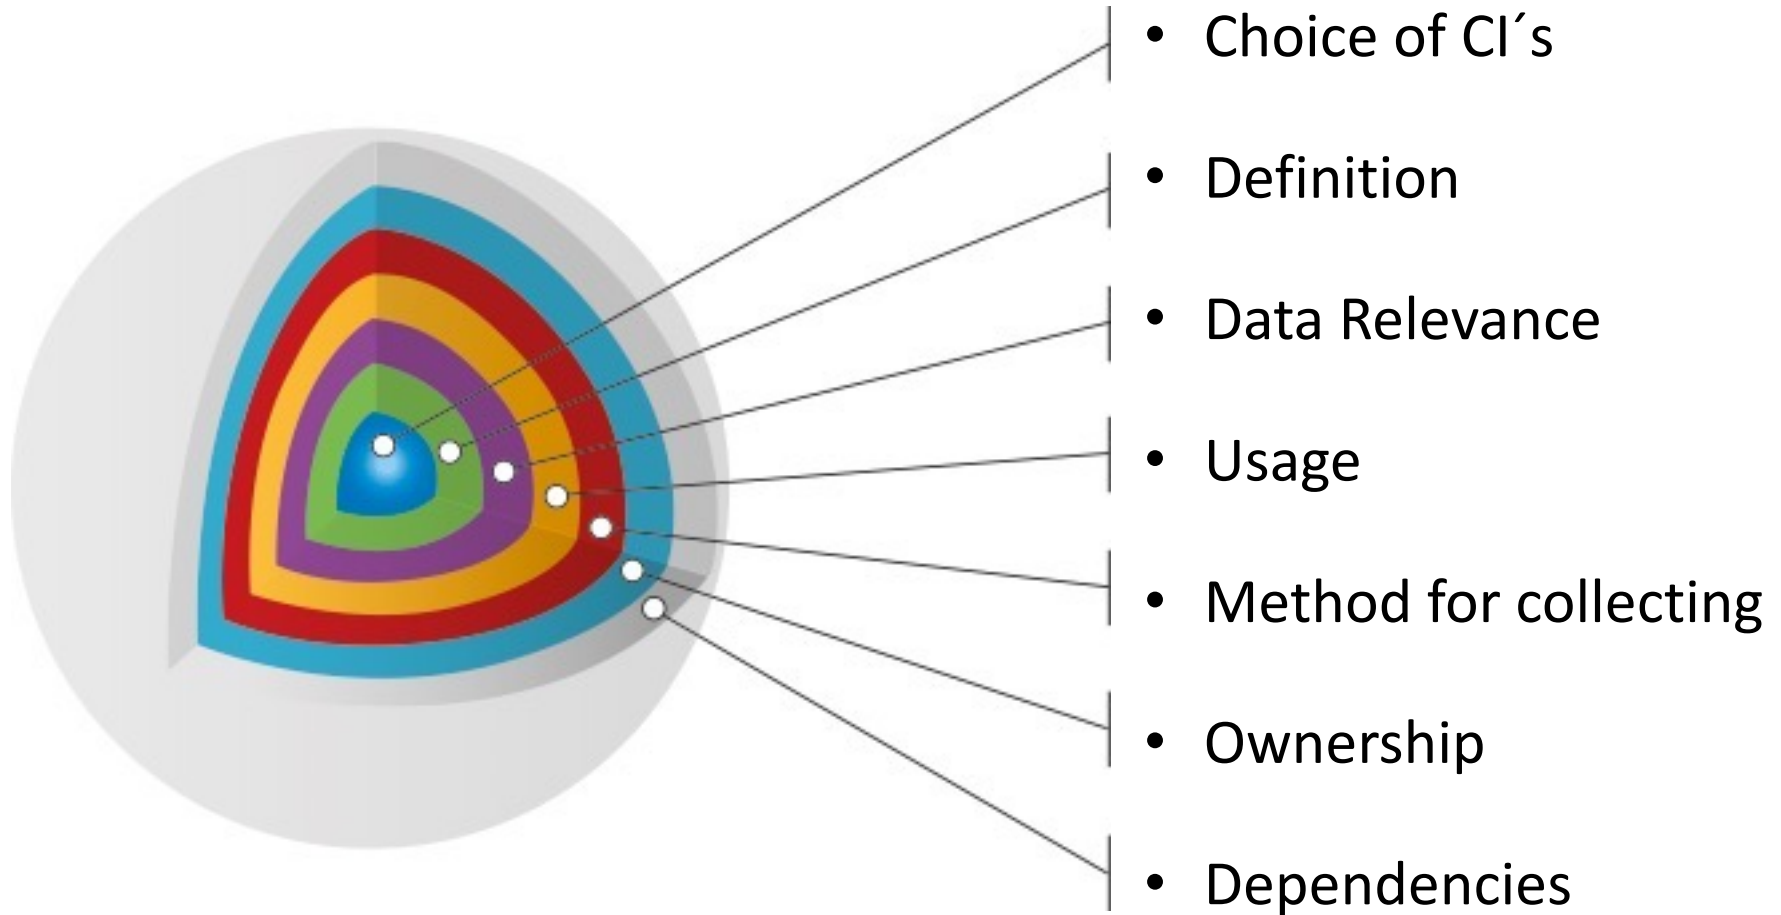 • Choice of CI´s
• Definition
• Data Relevance
• Usage
• Method for collecting
• Ownership
• Dependencies